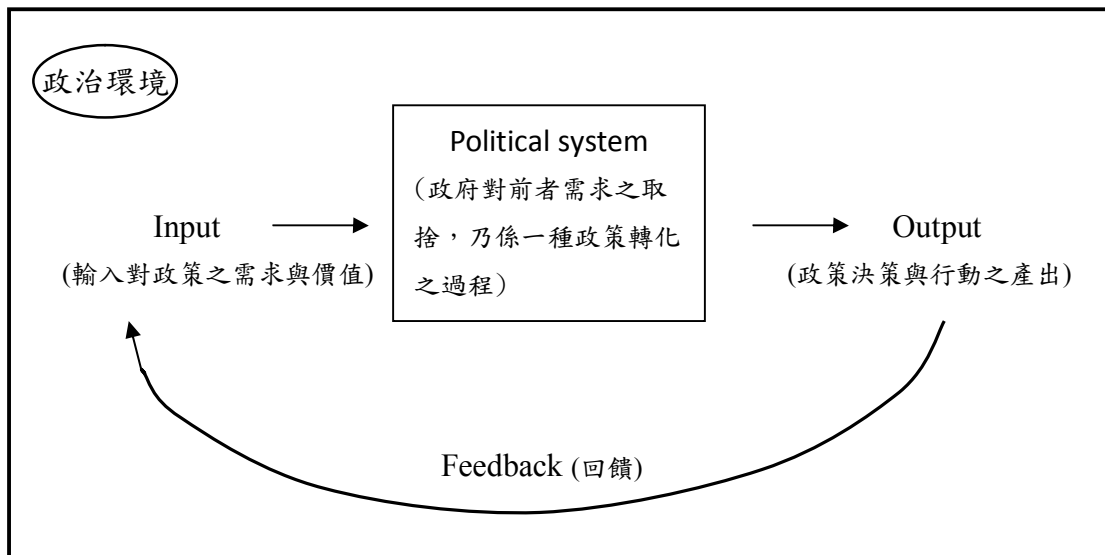 政治環境
Political system
（政府對前者需求之取
捨，乃係一種政策轉化
之過程）
Input
(輸入對政策之需求與價值)
Output
(政策決策與行動之產出)
Feedback (回饋)